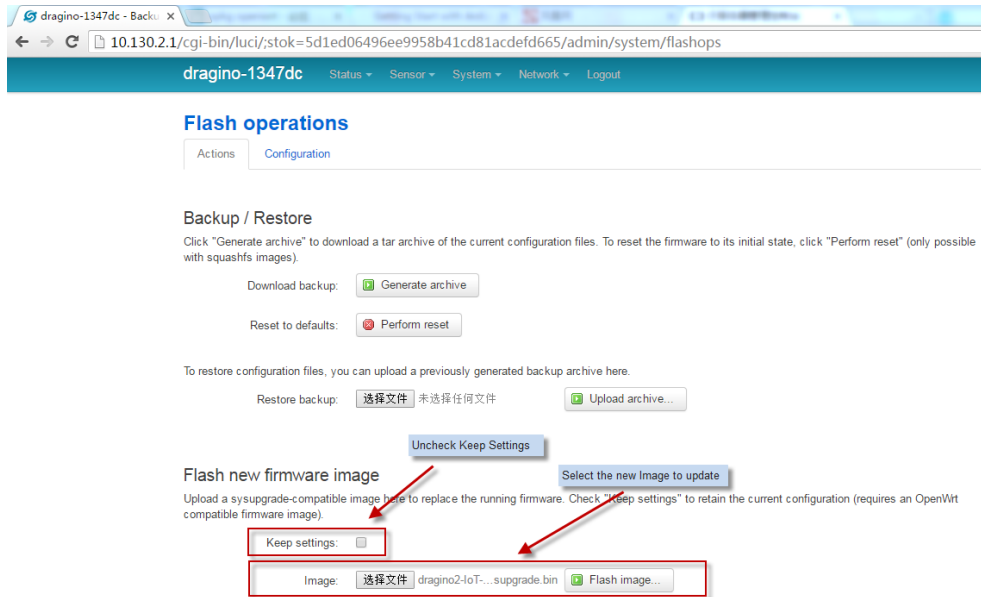 dragino-1347dc - Backu
10.130.2.1/cgi-bin/luci/;stok=5d1ed06496ee9958b41cd81acdefd665/admin/system/flashops
dragino-1347dc Status Sensor System Network Logout
Flash operations
Actions Configuration
Backup / Restore
Click "Generate archive" to download a tar archive of the current configuration files. To reset the firmware to its initial state, click "Perform reset" (only possible
with squashfs images).
Download backup: Generate archive
Reset to defaults: Perform reset
To restore configuration files, you can upload a previously generated backup archive here.
Restore backup: 选择文件 未选择任何文件 Upload archive...
Uncheck Keep Settings
Flash new firmware image
Select the new Image to update
Upload a sysupgrade-compatible image here to replace the running firmware. Check "Keep settings" to retain the current configuration (requires an OpenWrt
compatible firmware image).
Keep settings:
Image: 选择文件 dragino2-IoT-...supgrade.bin Flash image...